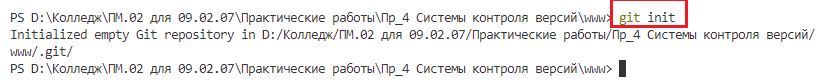 PS D:\Колледж\ПМ.02 для 09.02.07\Практические работы\Пр_4 Системы контроля версий\www> git init
Initialized empty Git repository in D:/Колледж/ПМ.02 для 09.02.07/Практические работы/Пр_4 Системы контроля версий/
www/.git/
PS D:\Колледж\ПМ.02 для 09.02.07\Практические работы\Пр_4 Системы контроля версий\www>